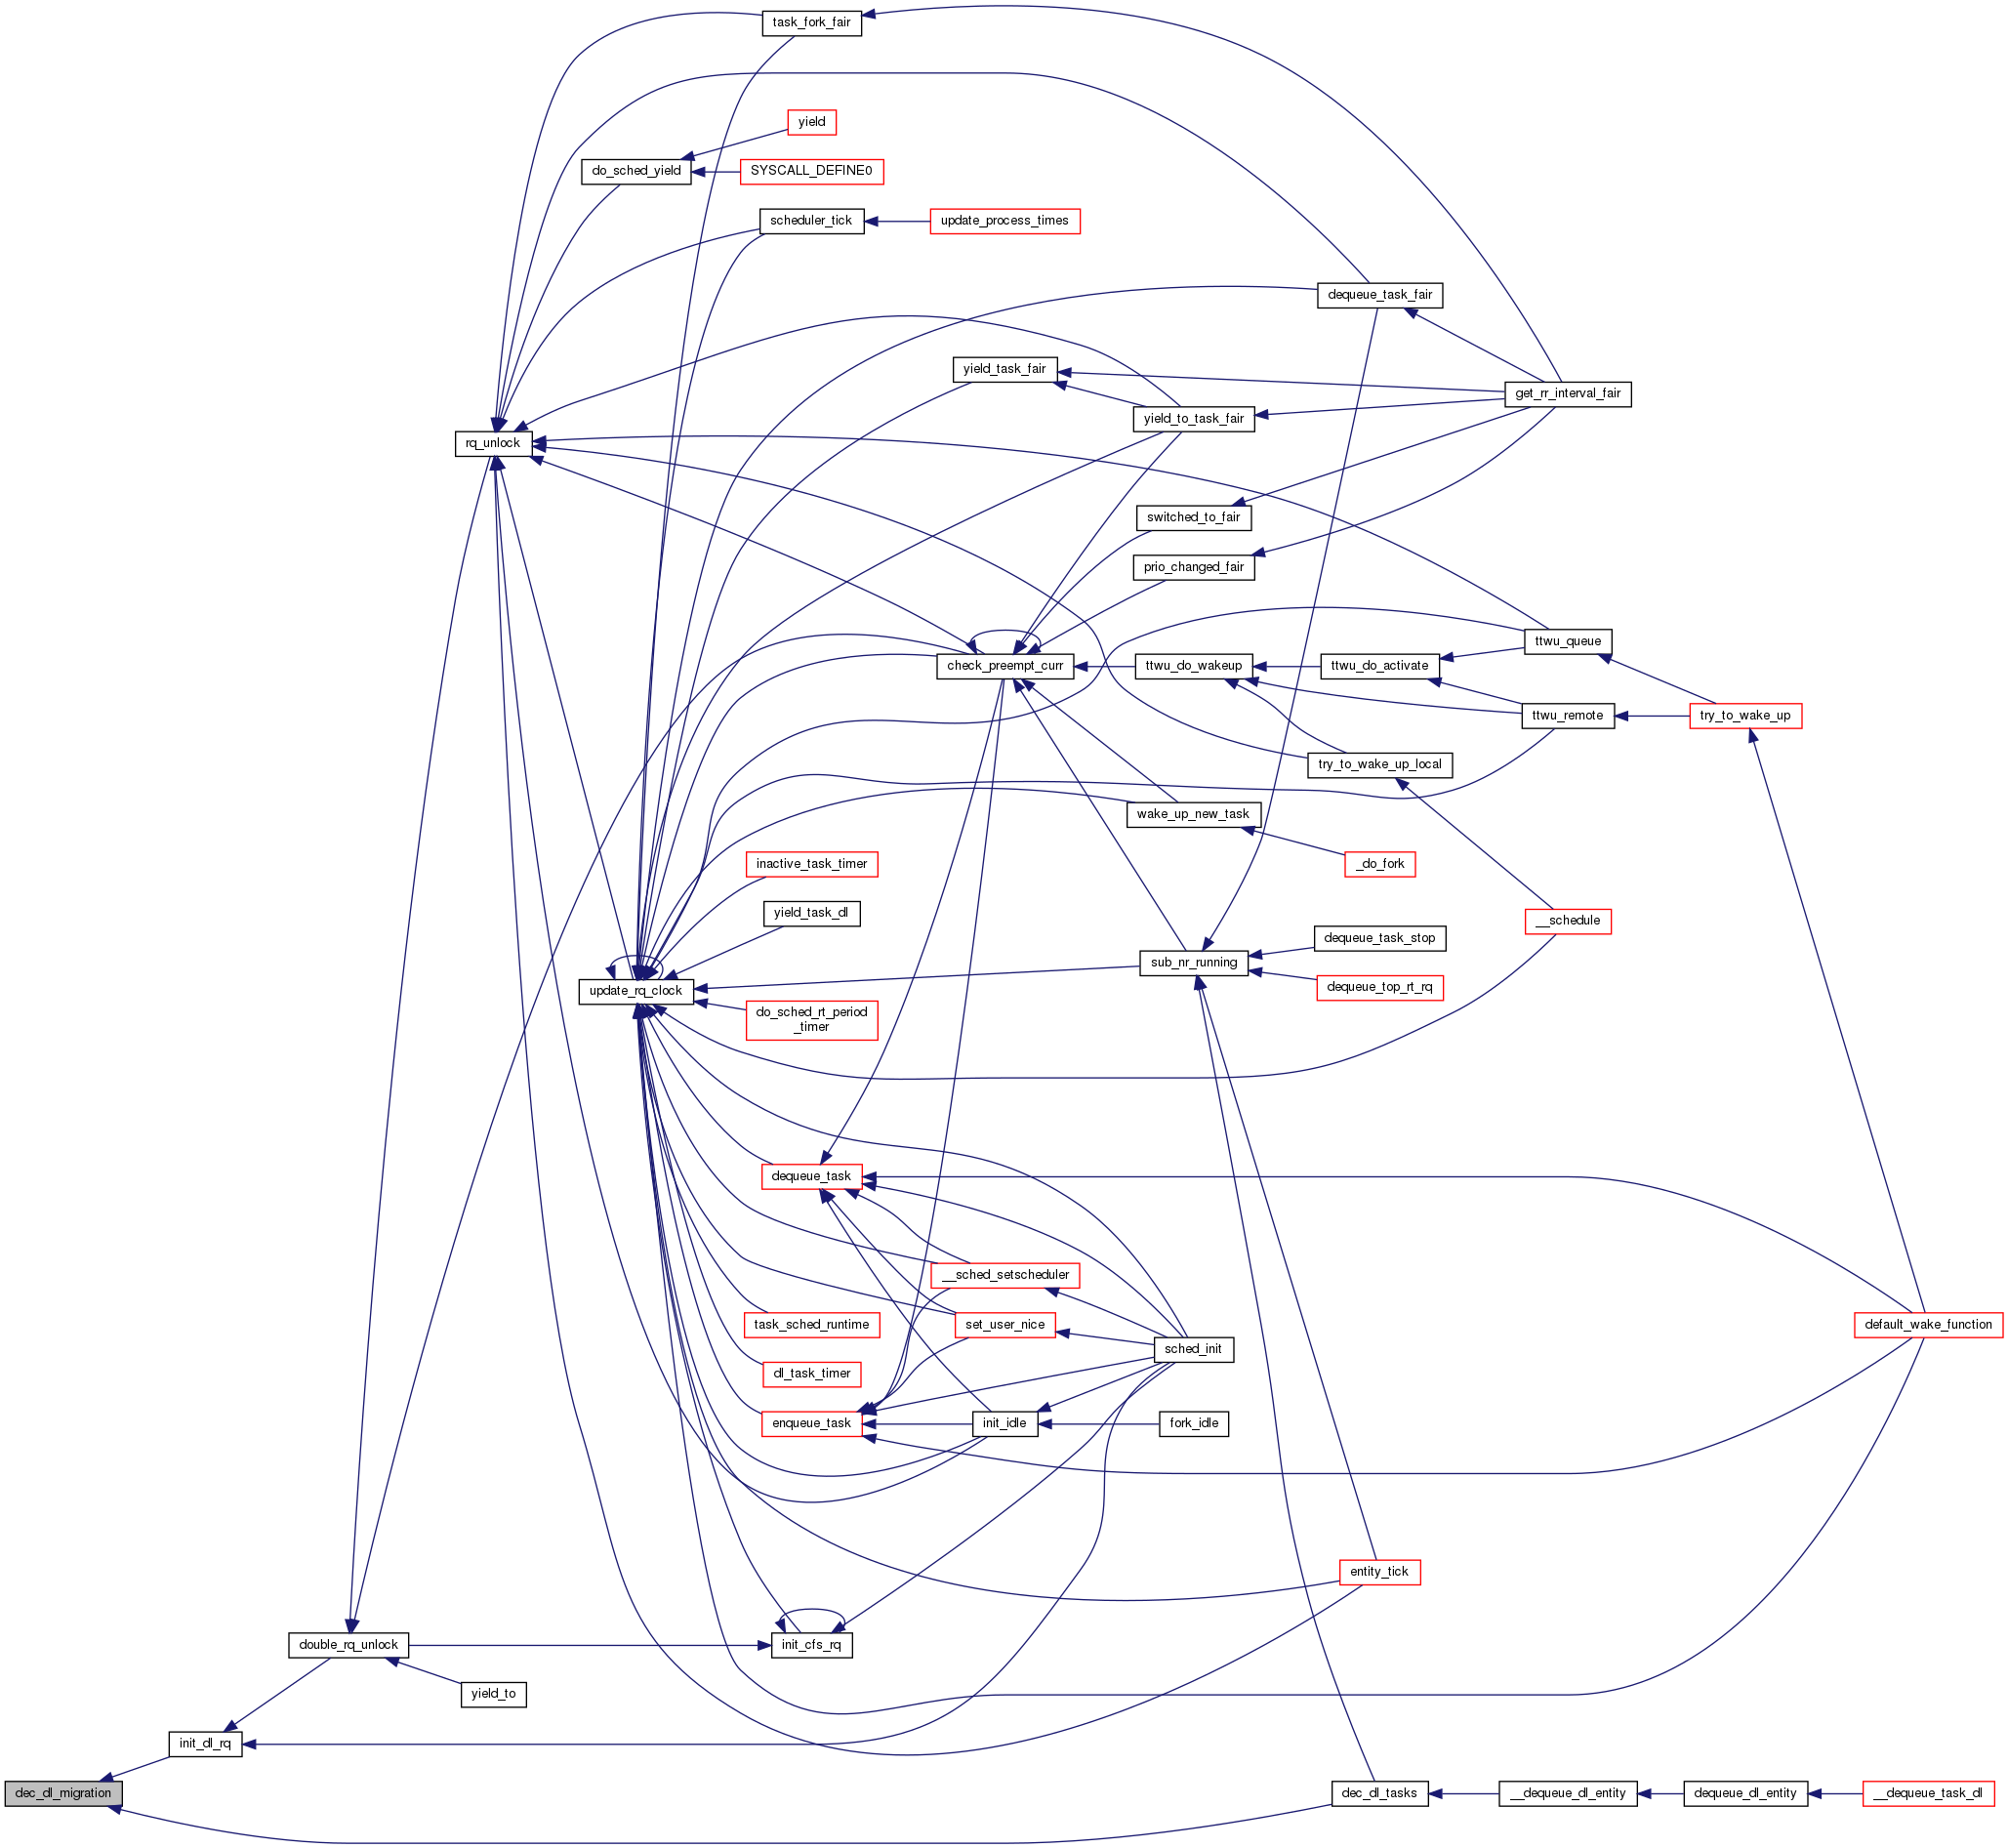 task_fork_fair
yield
do_sched_yield
SYSCALL_DEFINE0
scheduler_tick
update_process_times
dequeue_task_fair
yield_task_fair
get_rr_interval_fair
yield_to_task_fair
rq_unlock
switched_to_fair
prio_changed_fair
ttwu_queue
check_preempt_curr
ttwu_do_wakeup
ttwu_do_activate
ttwu_remote
try_to_wake_up
try_to_wake_up_local
wake_up_new_task
inactive_task_timer
_do_fork
yield_task_dl
__schedule
dequeue_task_stop
sub_nr_running
update_rq_clock
dequeue_top_rt_rq
do_sched_rt_period
_timer
dequeue_task
__sched_setscheduler
task_sched_runtime
set_user_nice
default_wake_function
sched_init
dl_task_timer
enqueue_task
init_idle
fork_idle
entity_tick
double_rq_unlock
init_cfs_rq
yield_to
init_dl_rq
dec_dl_migration
dec_dl_tasks
__dequeue_dl_entity
dequeue_dl_entity
__dequeue_task_dl